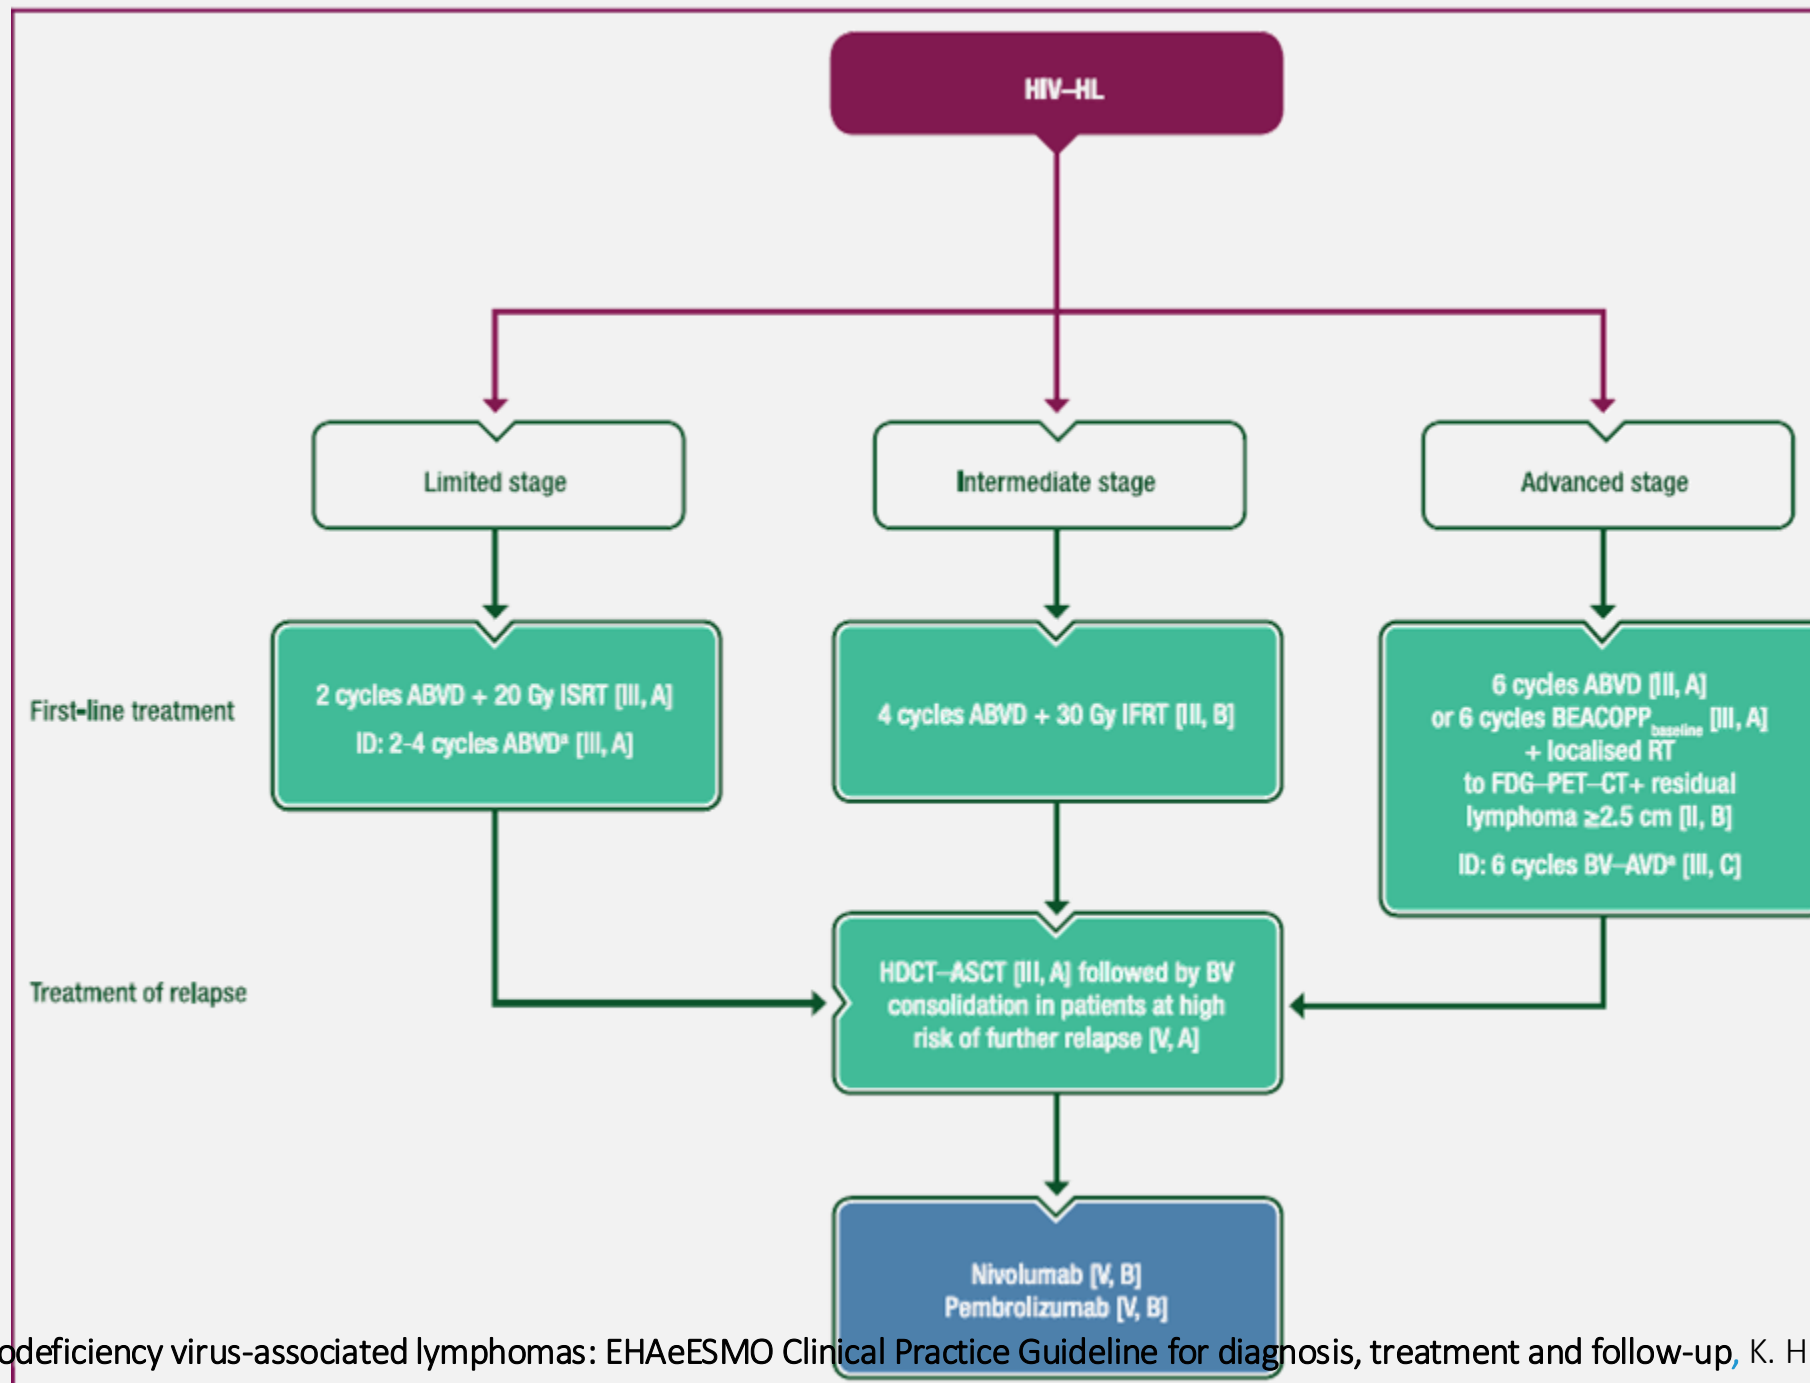 HIV–HL
Limited stage
Intermediate stage
Advanced stage
First-line treatment
2 cycles ABVD + 20 Gy ISRT [III, A]
ID: 2-4 cycles ABVDᵃ [III, A]
4 cycles ABVD + 30 Gy IFRT [III, B]
6 cycles ABVD [III, A]
or 6 cycles BEACOPPbaseline [III, A]
+ localised RT
to FDG–PET–CT+ residual
lymphoma ≥2.5 cm [II, B]
ID: 6 cycles BV–AVDᵃ [III, C]
Treatment of relapse
HDCT–ASCT [III, A] followed by BV
consolidation in patients at high
risk of further relapse [V, A]
Nivolumab [V, B]
Pembrolizumab [V, B]
odeficiency virus-associated lymphomas: EHAeESMO Clinical Practice Guideline for diagnosis, treatment and follow-up, K. H